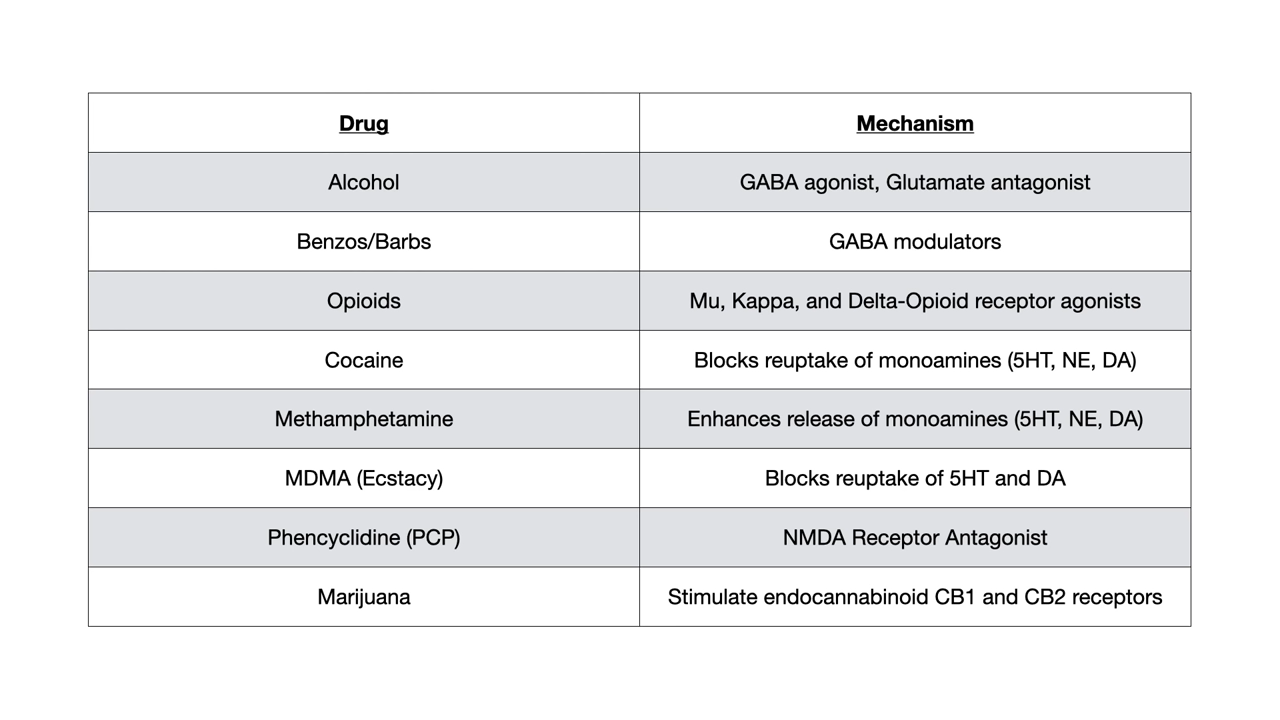 Drug
Mechanism
Alcohol
GABA agonist, Glutamate antagonist
Benzos/Barbs
GABA modulators
Opioids
Mu, Kappa, and Delta-Opioid receptor agonists
Cocaine
Blocks reuptake of monoamines (5HT, NE, DA)
Methamphetamine
Enhances release of monoamines (5HT, NE, DA)
MDMA (Ecstacy)
Blocks reuptake of 5HT and DA
Phencyclidine (PCP)
NMDA Receptor Antagonist
Marijuana
Stimulate endocannabinoid CB1 and CB2 receptors